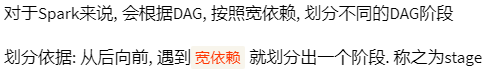 对于Spark来说, 会根据DAG, 按照宽依赖, 划分不同的DAG阶段
划分依据: 从后向前, 遇到 宽依赖 就划分出一个阶段. 称之为stage